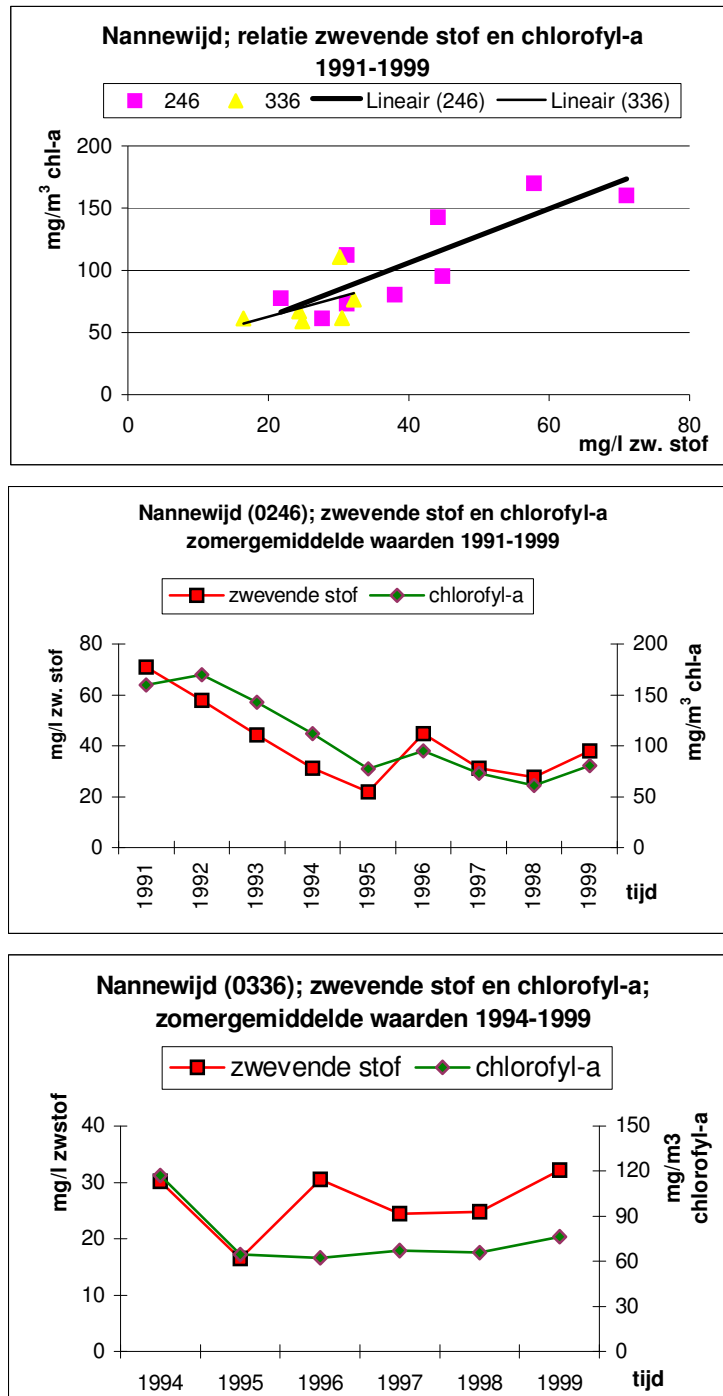 Nannewijd; relatie zwevende stof en chlorofyl-a
1991-1999
246 336 Lineair (246) Lineair (336)
mg/m³ chl-a
200
150
100
50
0
0 20 40 60 80
mg/l zw. stof
Nannewijd (0246); zwevende stof en chlorofyl-a
zomergemiddelde waarden 1991-1999
zwevende stof chlorofyl-a
mg/l zw. stof
80
60
40
20
0
200
150
100
50
0
mg/m³ chl-a
1991 1992 1993 1994 1995 1996 1997 1998 1999
tijd
Nannewijd (0336); zwevende stof en chlorofyl-a;
zomergemiddelde waarden 1994-1999
zwevende stof chlorofyl-a
mg/l zwstof
40
30
20
10
0
150
120
90
60
30
0
mg/m3
chlorofyl-a
1994 1995 1996 1997 1998 1999
tijd